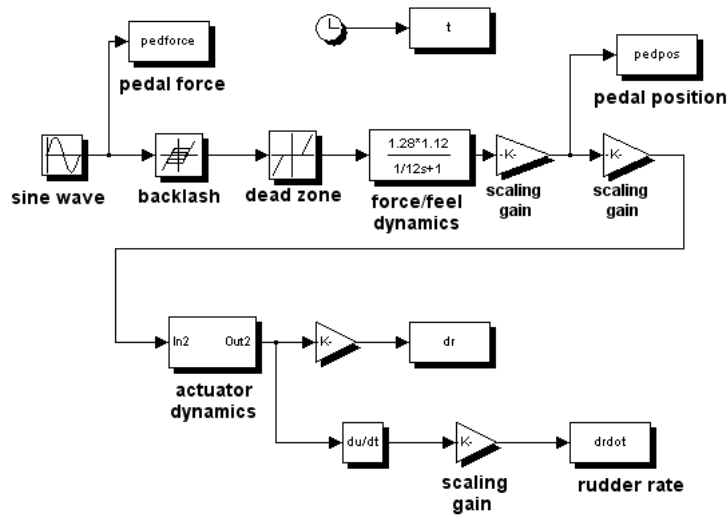 pedforce
pedal force
t
pedpos
pedal position
sine wave
backlash
dead zone
1.28*1.12
1/12s+1
force/feel
dynamics
-K-
scaling
gain
-K-
scaling
gain
In2
Out2
actuator
dynamics
K-
dr
du/dt
K-
scaling
gain
drdot
rudder rate